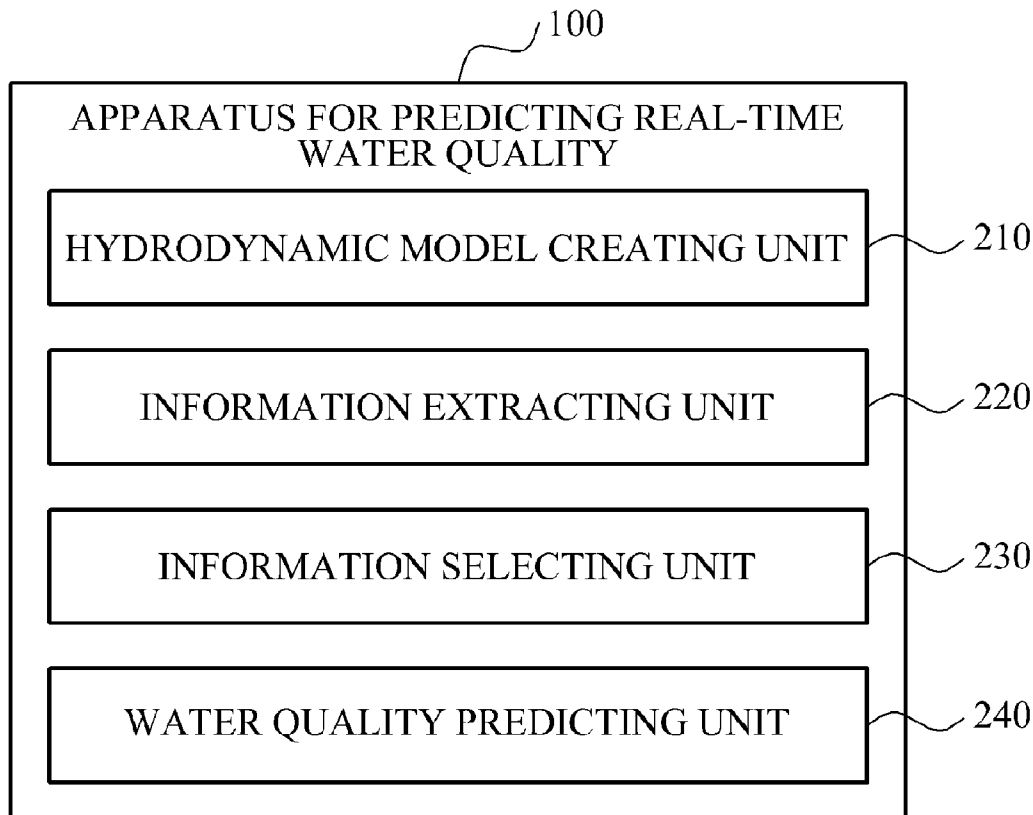 100
APPARATUS FOR PREDICTING REAL-TIME
WATER QUALITY
HYDRODYNAMIC MODEL CREATING UNIT
210
INFORMATION EXTRACTING UNIT
220
INFORMATION SELECTING UNIT
230
WATER QUALITY PREDICTING UNIT
240